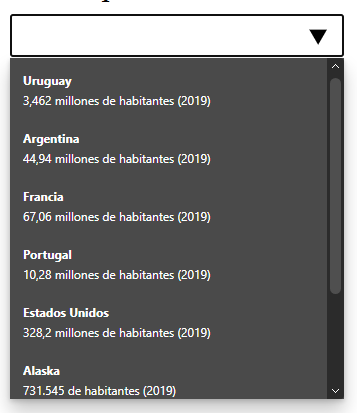 Uruguay
3,462 millones de habitantes (2019)
Argentina
44,94 millones de habitantes (2019)
Francia
67,06 millones de habitantes (2019)
Portugal
10,28 millones de habitantes (2019)
Estados Unidos
328,2 millones de habitantes (2019)
Alaska
731.545 de habitantes (2019)